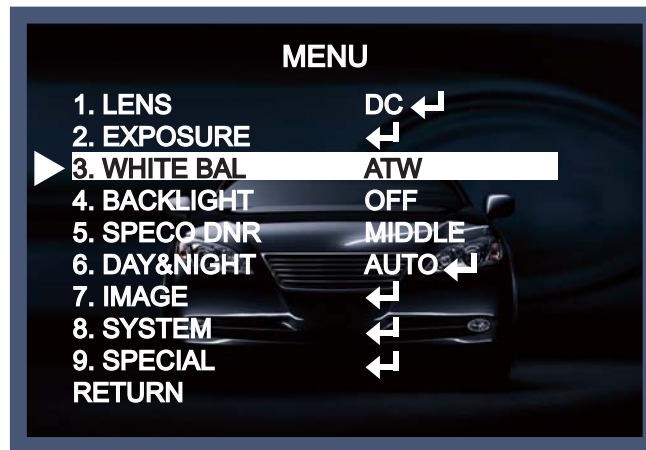 MENU
1. LENS DC ↵
2. EXPOSURE ↵
3. WHITE BAL ATW
4. BACKLIGHT OFF
5. SPECO DNR MIDDLE
6. DAY&NIGHT AUTO ↵
7. IMAGE ↵
8. SYSTEM ↵
9. SPECIAL ↵
RETURN